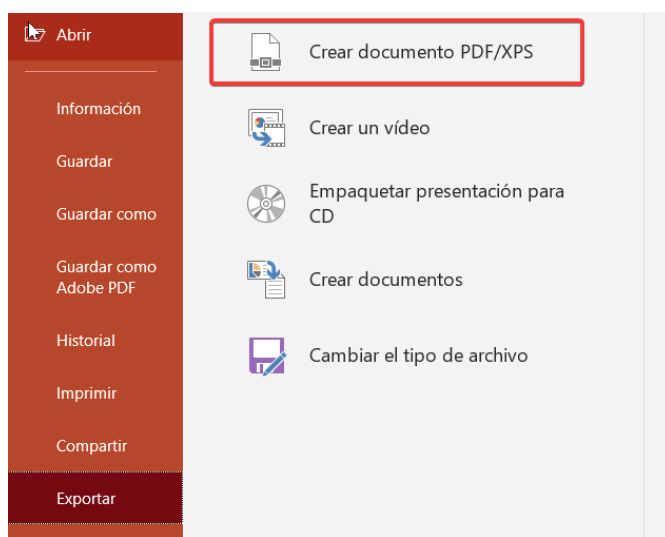 Abrir
Información
Guardar
Guardar como
Guardar como
Adobe PDF
Historial
Imprimir
Compartir
Exportar
Crear documento PDF/XPS
Crear un vídeo
Empaquetar presentación para
CD
Crear documentos
Cambiar el tipo de archivo